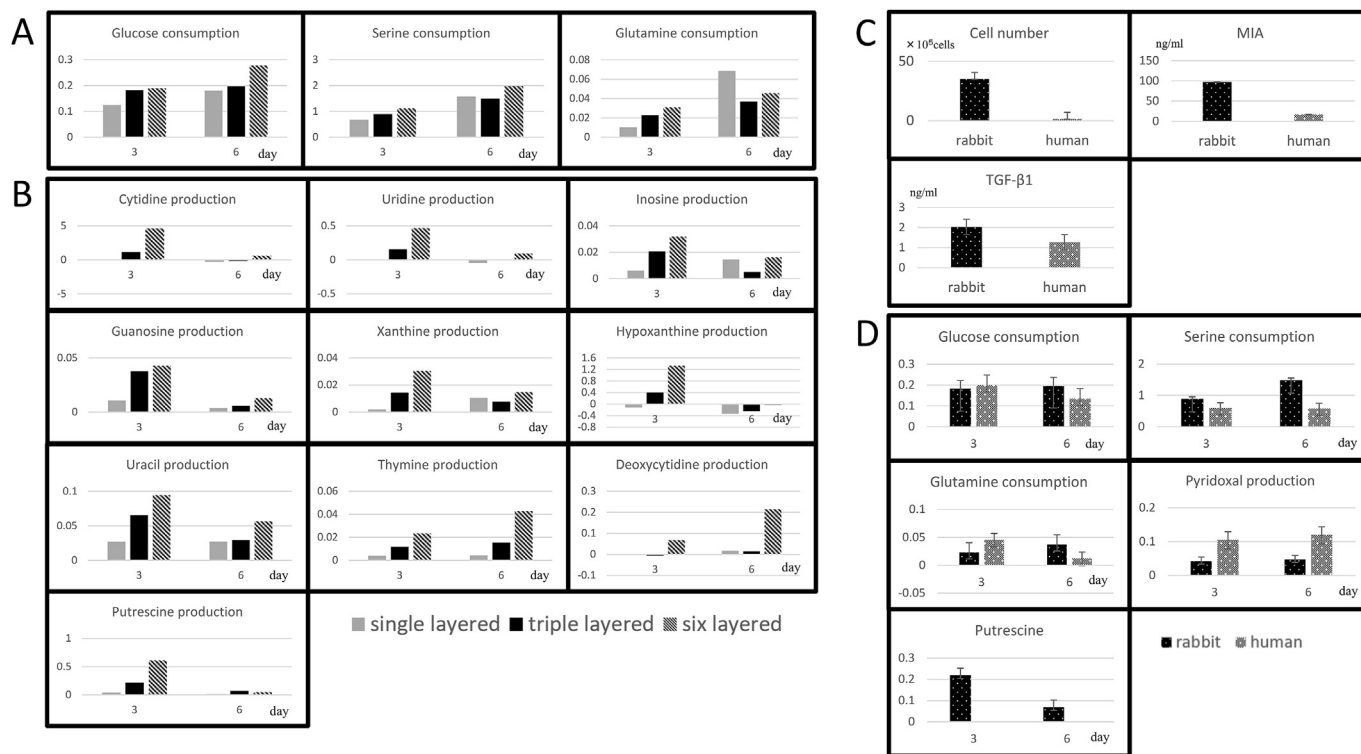 A
Glucose consumption
0.3
0.2
0.1
0
3
6
day
Serine consumption
3
2
1
0
3
6
day
Glutamine consumption
0.08
0.06
0.04
0.02
0
3
6
day
B
Cytidine production
5
0
-5
3
6
day
Uridine production
0.5
0
-0.5
3
6
day
Inosine production
0.04
0.02
0
3
6
day
Guanosine production
0.05
0
3
6
day
Xanthine production
0.04
0.02
0
3
6
day
Hypoxanthine production
1.6
1.2
0.8
0.4
0
-0.4
-0.8
3
6
day
Uracil production
0.1
0.05
0
3
6
day
Thymine production
0.06
0.04
0.02
0
3
6
day
Deoxycytidine production
0.3
0.2
0.1
0
-0.1
3
6
day
Putrescine production
1
0.5
0
3
6
day
single layered
triple layered
six layered
C
Cell number
×10⁶cells
50
0
rabbit
human
MIA
ng/ml
150
100
50
0
rabbit
human
TGF-β1
ng/ml
3
2
1
0
rabbit
human
D
Glucose consumption
0.3
0.2
0.1
0
3
6
day
Serine consumption
2
1
0
3
6
day
Glutamine consumption
0.1
0.05
0
-0.05
3
6
day
Pyridoxal production
0.2
0.1
0
3
6
day
Putrescine
0.3
0.2
0.1
0
3
6
day
rabbit
human